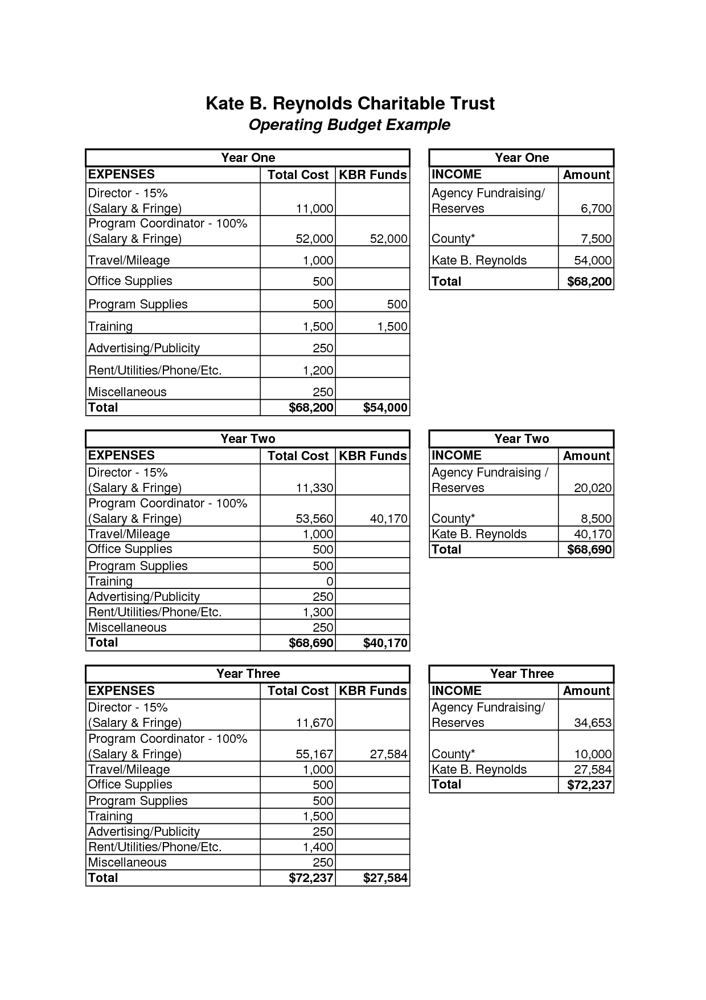 Kate B. Reynolds Charitable Trust
Operating Budget Example
Year One
EXPENSES Total Cost KBR Funds
Director - 15%
(Salary & Fringe) 11,000
Program Coordinator - 100%
(Salary & Fringe) 52,000 52,000
Travel/Mileage 1,000
Office Supplies 500
Program Supplies 500 500
Training 1,500 1,500
Advertising/Publicity 250
Rent/Utilities/Phone/Etc. 1,200
Miscellaneous 250
Total $68,200 $54,000
Year One
INCOME Amount
Agency Fundraising/
Reserves 6,700
County* 7,500
Kate B. Reynolds 54,000
Total $68,200
Year Two
EXPENSES Total Cost KBR Funds
Director - 15%
(Salary & Fringe) 11,330
Program Coordinator - 100%
(Salary & Fringe) 53,560 40,170
Travel/Mileage 1,000
Office Supplies 500
Program Supplies 500
Training 0
Advertising/Publicity 250
Rent/Utilities/Phone/Etc. 1,300
Miscellaneous 250
Total $68,690 $40,170
Year Two
INCOME Amount
Agency Fundraising /
Reserves 20,020
County* 8,500
Kate B. Reynolds 40,170
Total $68,690
Year Three
EXPENSES Total Cost KBR Funds
Director - 15%
(Salary & Fringe) 11,670
Program Coordinator - 100%
(Salary & Fringe) 55,167 27,584
Travel/Mileage 1,000
Office Supplies 500
Program Supplies 500
Training 1,500
Advertising/Publicity 250
Rent/Utilities/Phone/Etc. 1,400
Miscellaneous 250
Total $72,237 $27,584
Year Three
INCOME Amount
Agency Fundraising/
Reserves 34,653
County* 10,000
Kate B. Reynolds 27,584
Total $72,237